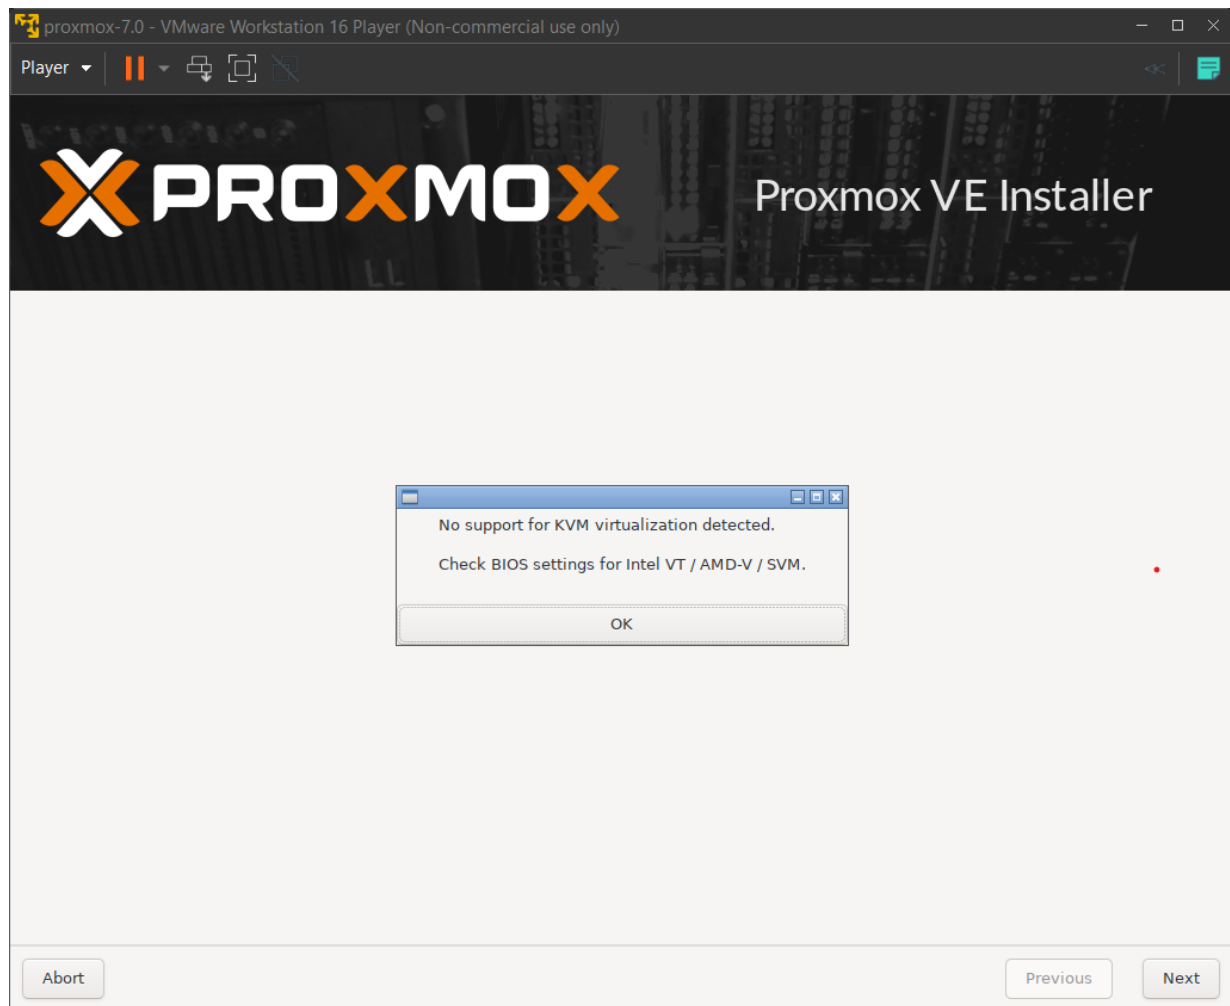 proxmox-7.0 - VMware Workstation 16 Player (Non-commercial use only)
Player
PROXMOX
Proxmox VE Installer
No support for KVM virtualization detected.
Check BIOS settings for Intel VT / AMD-V / SVM.
OK
Abort
Previous
Next